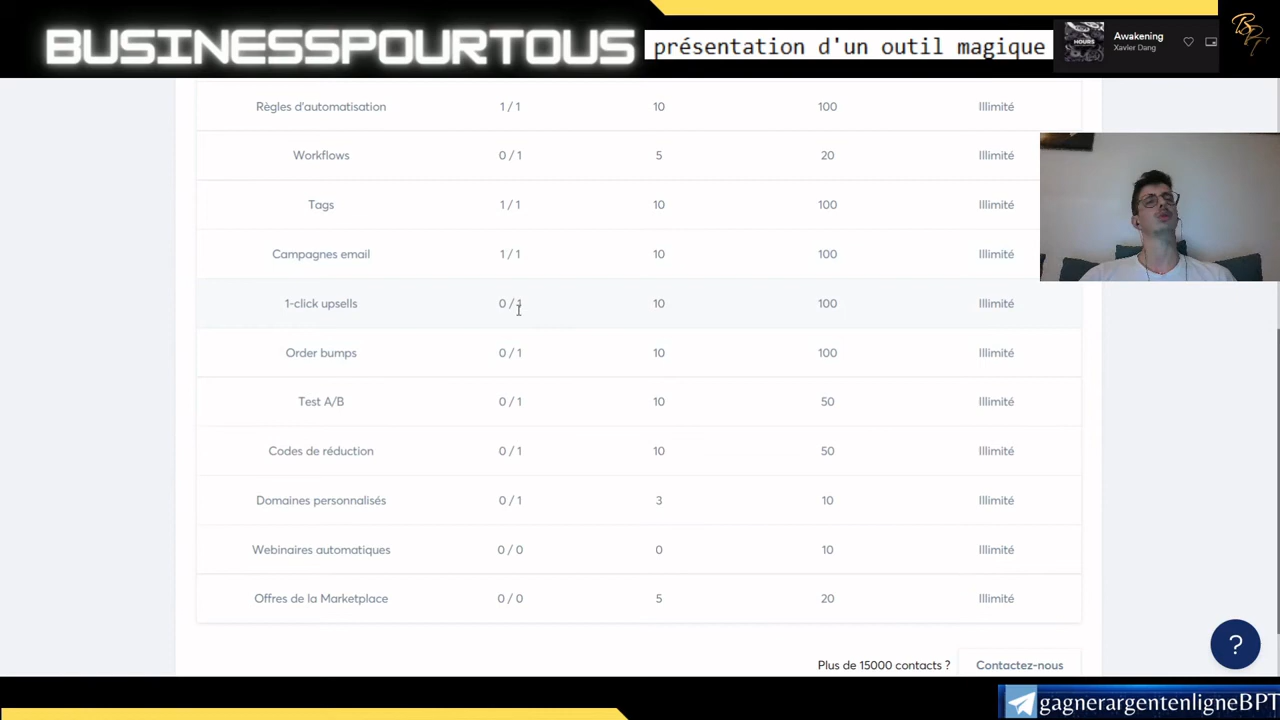 BUSINESSPOURTOUS
présentation d'un outil magique
HOURS
Awakening
Xavier Dang
Règles d'automatisation 1 / 1 10 100 Illimité
Workflows 0 / 1 5 20 Illimité
Tags 1 / 1 10 100 Illimité
Campagnes email 1 / 1 10 100 Illimité
1-click upsells 0 / 1 10 100 Illimité
Order bumps 0 / 1 10 100 Illimité
Test A/B 0 / 1 10 50 Illimité
Codes de réduction 0 / 1 10 50 Illimité
Domaines personnalisés 0 / 1 3 10 Illimité
Webinaires automatiques 0 / 0 0 10 Illimité
Offres de la Marketplace 0 / 0 5 20 Illimité
?
Plus de 15000 contacts ? Contactez-nous
gagnerargentenligneBPT